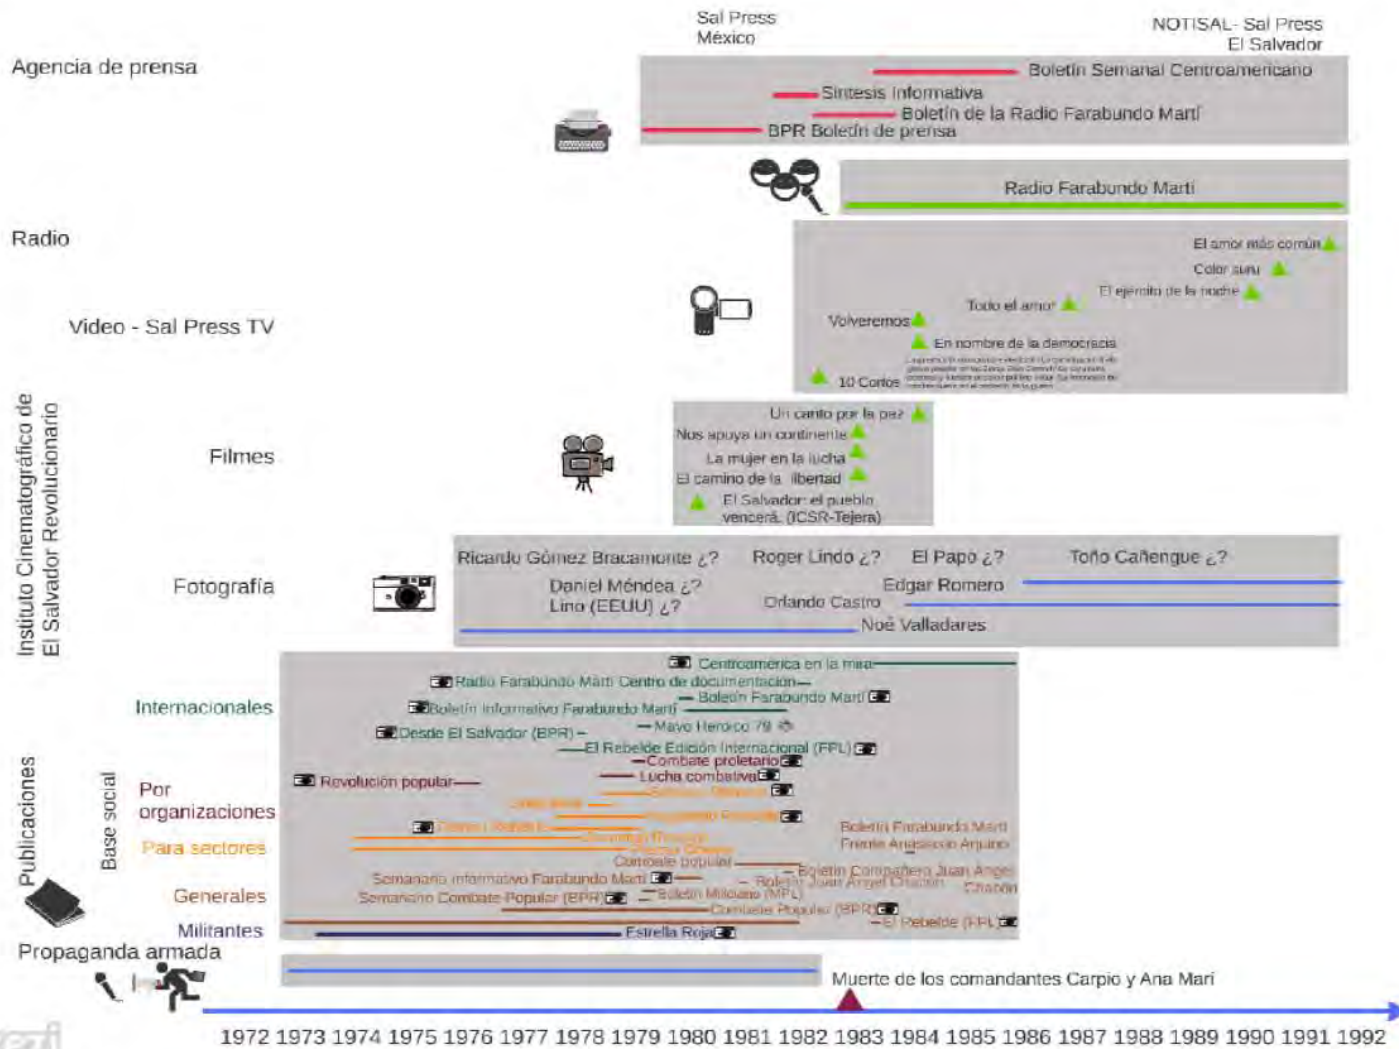 Sal Press
México
NOTISAL- Sal Press
El Salvador
Agencia de prensa
Boletín Semanal Centroamericano
Sintesis Informativa
Boletín de la Radio Farabundo Martí
BPR Boletín de prensa
Radio Farabundo Martí
Radio
El amor más común
Color
El ejército de la noche
Todo el amor
Video - Sal Press TV
Volveremos
En nombre de la democracia
10 Cortos
Instituto Cinematográfico de
El Salvador Revolucionario
Filmes
Un canto por la paz
Nos apoya un continente
La mujer en la lucha
El camino de la libertad
El Salvador: el pueblo
vencerá. (ICSR-Tejera)
Fotografía
Ricardo Gómez Bracamonte ¿?
Roger Lindo ¿?
El Papo ¿?
Toño Cañengue ¿?
Daniel Méndea ¿?
Edgar Romero
Lino (EEUU) ¿?
Orlando Castro
Noé Valladares
Publicaciones
Base social
Internacionales
Centroamérica en la mira
Radio Farabundo Martí Centro de documentación
Boletín Farabundo Martí
Boletín Informativo Farabundo Martí
Mayo Heroico 79
Desde El Salvador (BPR)
El Rebelde Edición Internacional (FPL)
Por
organizaciones
Combate proletario
Lucha combativa
Revolución popular
Para sectores
Boletín Farabundo Martí
Frente Anastasio Aquino
Combate popular
Generales
Boletín Compañero Juan Angel
Chacón
Semanario Informativo Farabundo Martí
Boletín Juan Angel Chacón
Semanario Combate Popular (BPR)
Boletín Miliciano (MPL)
Combate Popular (BPR)
El Rebelde (FPL)
Militantes
Estrella Roja
Propaganda armada
Muerte de los comandantes Carpio y Ana Mari
1972 1973 1974 1975 1976 1977 1978 1979 1980 1981 1982 1983 1984 1985 1986 1987 1988 1989 1990 1991 1992